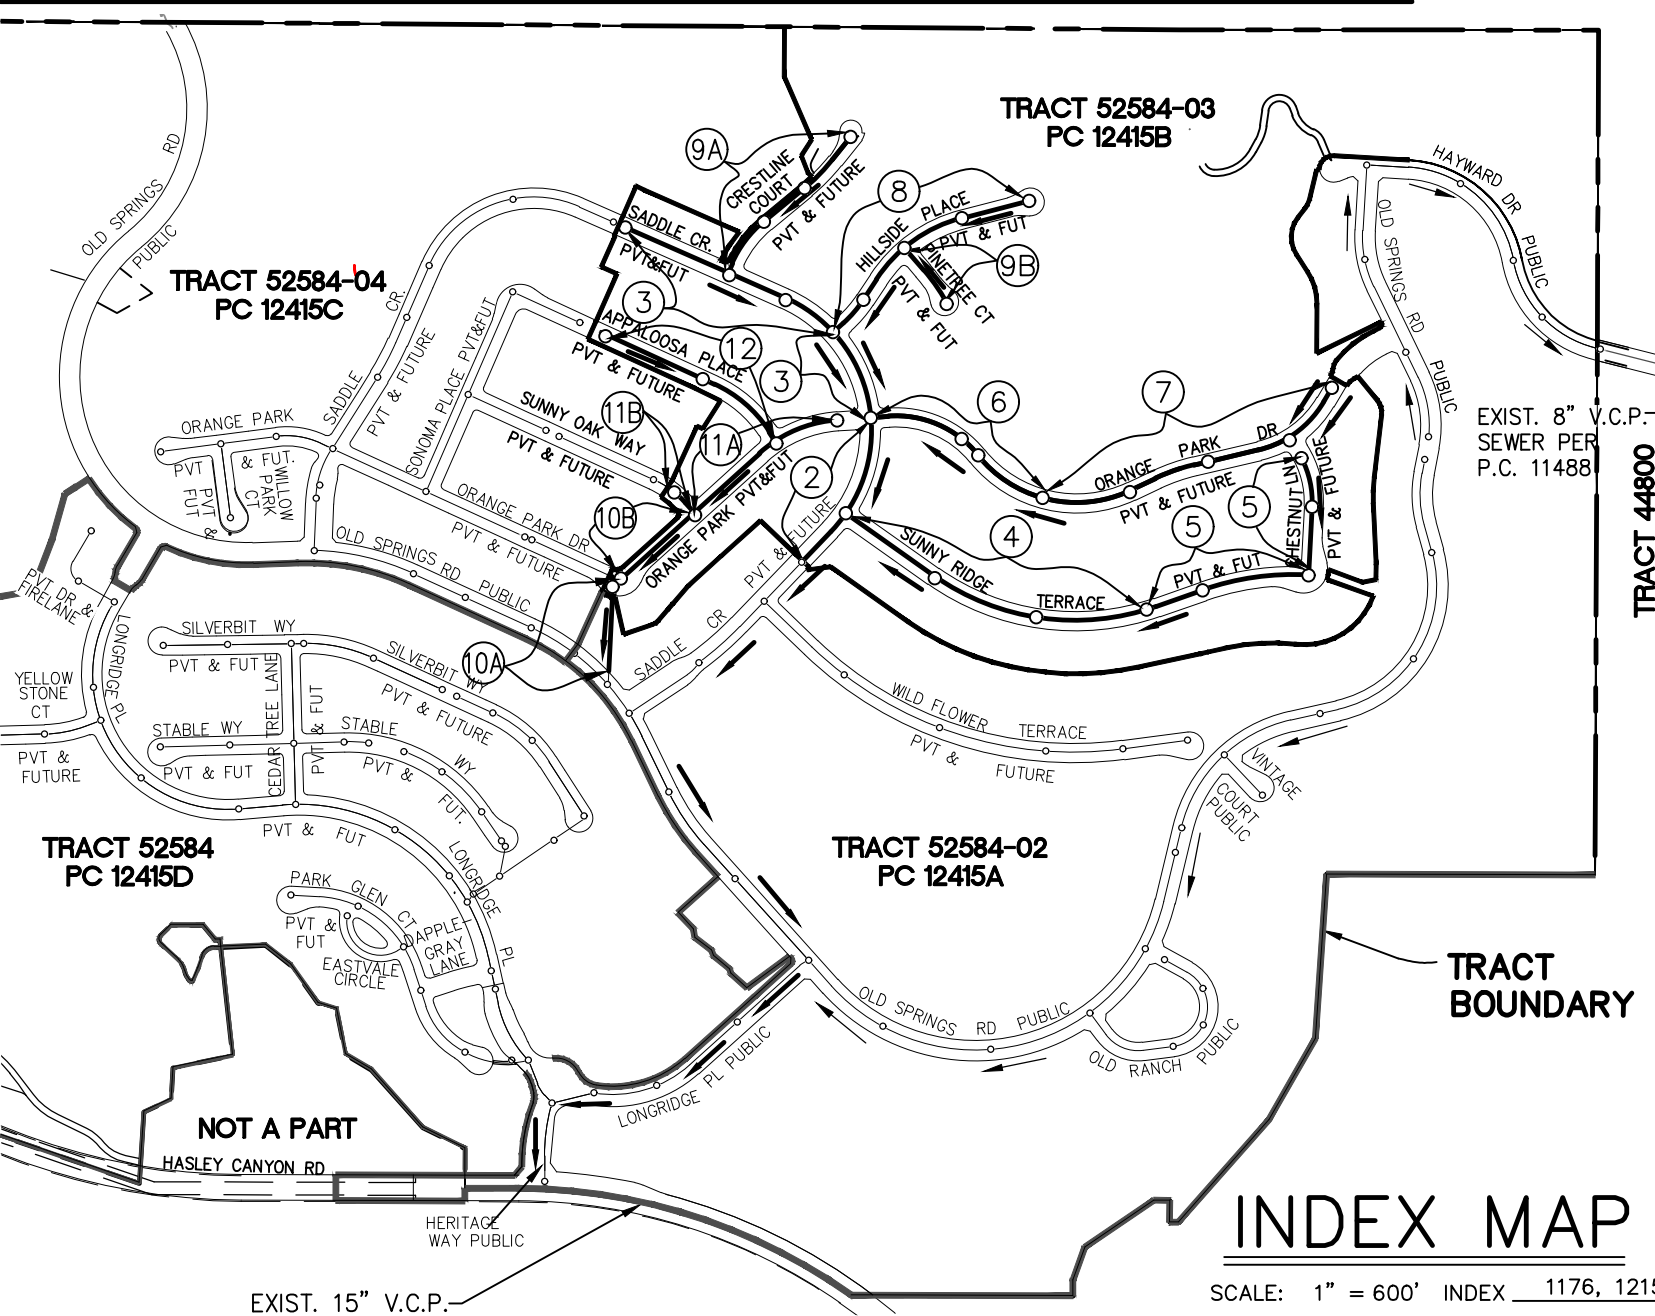 TRACT 52584-03
PC 12415B
HAYWARD DR
PUBLIC
OLD SPRINGS RD
PUBLIC
OLD SPRINGS RD
PUBLIC
TRACT 52584-04
PC 12415C
9A
CRESTLINE
COURT
PVT & FUTURE
8
HILLSIDE PLACE
PVT & FUT
PINETREE CT
PVT & FUT
9B
SADDLE CR.
PVT&FUT
3
12
3
APPALOOSA PLACE
PVT & FUTURE
SADDLE CR.
PVT & FUTURE
SONOMA PLACE PVT&FUT
SUNNY OAK WAY
PVT & FUTURE
11B
11A
ORANGE PARK
PVT & FUT.
WILLOW
PARK
CT
PVT &
FUT
ORANGE PARK DR
PVT & FUTURE
10B
ORANGE PARK PVT&FUT
2
6
7
ORANGE PARK DR
PVT & FUTURE
EXIST. 8" V.C.P.
SEWER PER
P.C. 11488
TRACT 44800
CHESTNUT LN
PVT & FUTURE
5
5
4
SUNNY RIDGE TERRACE
PVT & FUT
OLD SPRINGS RD PUBLIC
PVT & FUTURE
SADDLE CR
10A
PVT DR &
FIRELANE
LONGRIDGE PL
SILVERBIT WY
PVT & FUT
SILVERBIT WY
PVT & FUTURE
YELLOW
STONE
CT
PVT &
FUTURE
STABLE WY
PVT & FUT
CEDAR TREE LANE
PVT & FUT
STABLE WY
PVT & FUT.
PVT & FUT
WILD FLOWER TERRACE
PVT & FUTURE
VINTAGE
COURT
PUBLIC
TRACT 52584
PC 12415D
TRACT 52584-02
PC 12415A
LONGRIDGE PL
PARK GLEN CT
PVT &
FUT
DAPPLE-
GRAY
LANE
EASTVALE
CIRCLE
TRACT
BOUNDARY
OLD SPRINGS RD PUBLIC
OLD RANCH PUBLIC
LONGRIDGE PL PUBLIC
NOT A PART
HASLEY CANYON RD
HERITAGE
WAY PUBLIC
EXIST. 15" V.C.P.
INDEX MAP
SCALE: 1" = 600' INDEX 1176, 1215